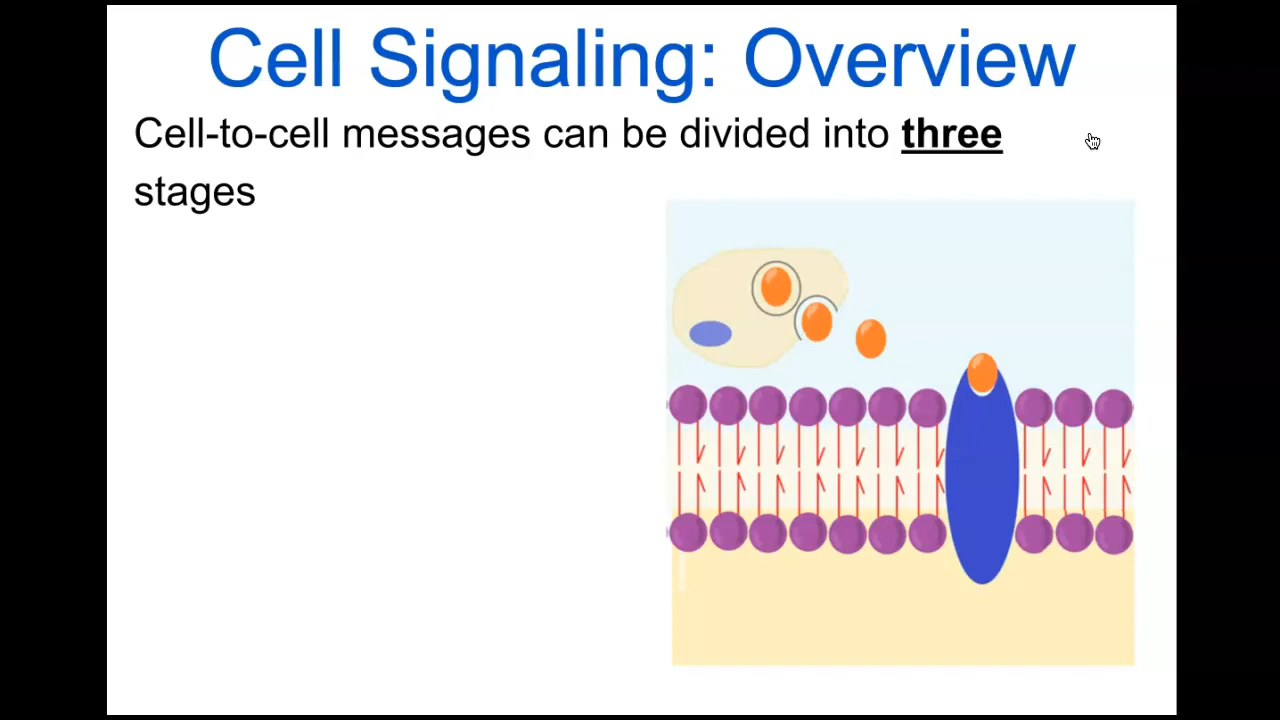 Cell Signaling: Overview
Cell-to-cell messages can be divided into three
stages